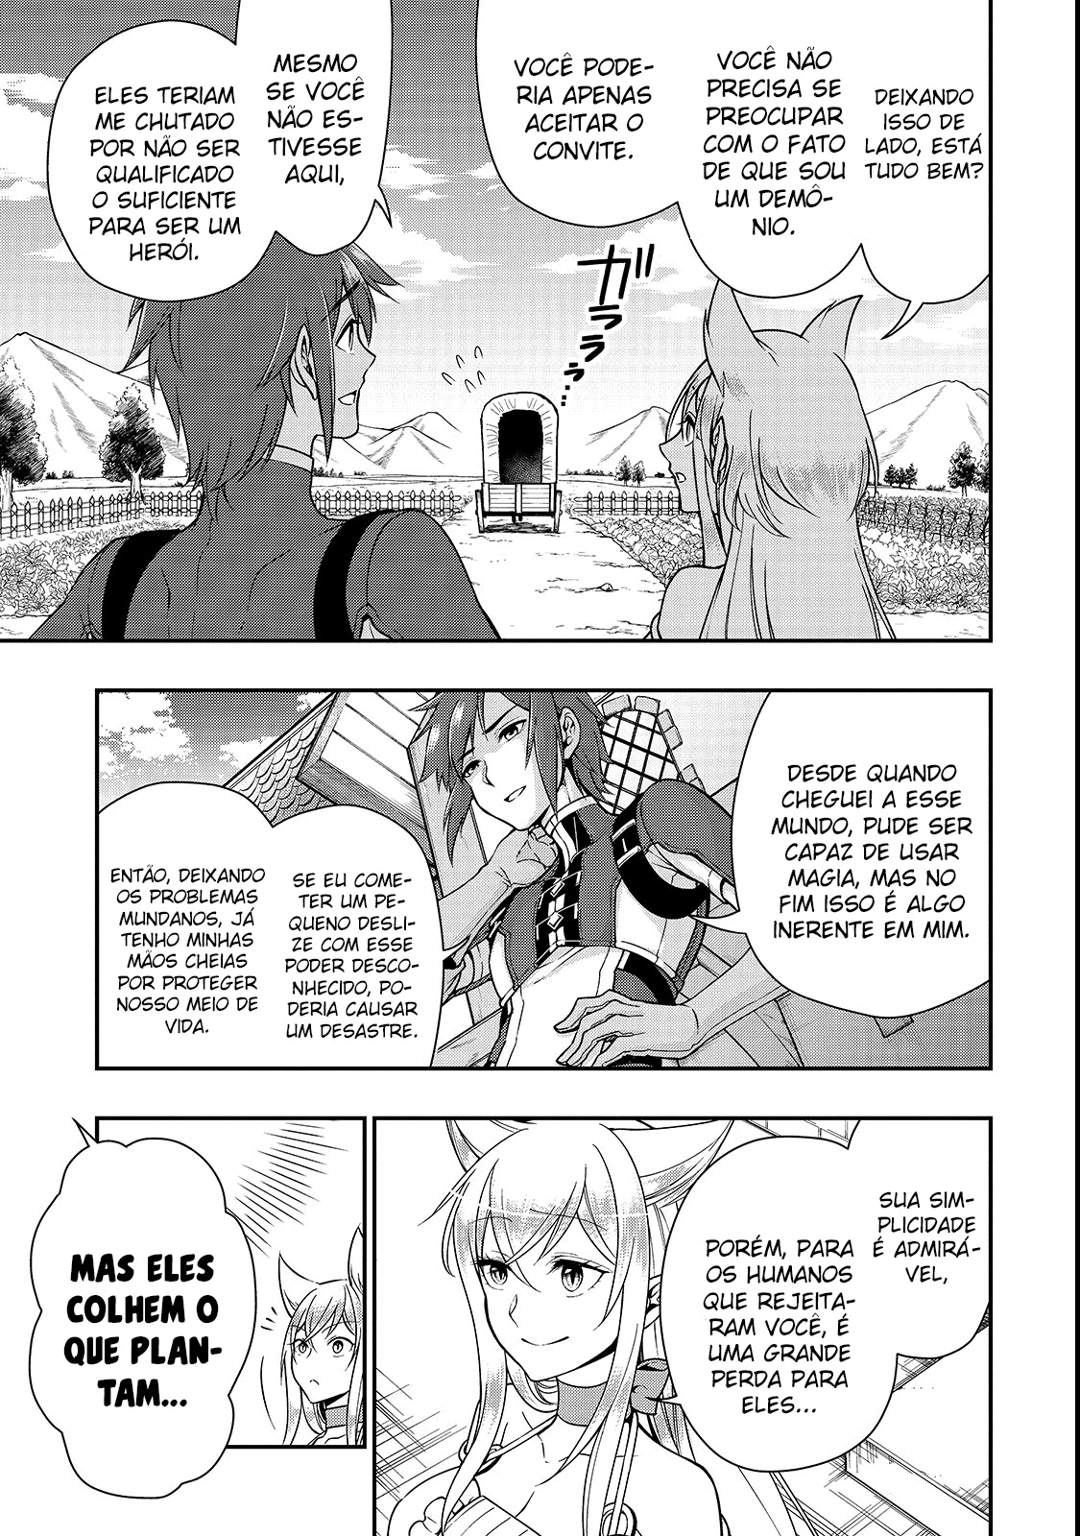 DEIXANDO
ISSO DE
LADO, ESTÁ
TUDO BEM?
VOCÊ NÃO
PRECISA SE
PREOCUPAR
COM O FATO
DE QUE SOU
UM DEMÔ-
NIO.
VOCÊ PODE-
RIA APENAS
ACEITAR O
CONVITE.
MESMO
SE VOCÊ
NÃO ES-
TIVESSE
AQUI,
ELES TERIAM
ME CHUTADO
POR NÃO SER
QUALIFICADO
O SUFICIENTE
PARA SER UM
HERÓI.
ガラララ…
DESDE QUANDO
CHEGUEI A ESSE
MUNDO, PUDE SER
CAPAZ DE USAR
MAGIA, MAS NO
FIM ISSO É ALGO
INERENTE EM MIM.
SE EU COME-
TER UM PE-
QUENO DESLI-
ZE COM ESSE
PODER DESCO-
NHECIDO, PO-
DERIA CAUSAR
UM DESASTRE.
ENTÃO, DEIXANDO
OS PROBLEMAS
MUNDANOS, JÁ
TENHO MINHAS
MÃOS CHEIAS
POR PROTEGER
NOSSO MEIO DE
VIDA.
SUA SIM-
PLICIDADE
É ADMIRÁ-
VEL,
PORÉM, PARA
OS HUMANOS
QUE REJEITA-
RAM VOCÊ, É
UMA GRANDE
PERDA PARA
ELES...
MAS ELES
COLHEM O
QUE PLAN-
TAM...